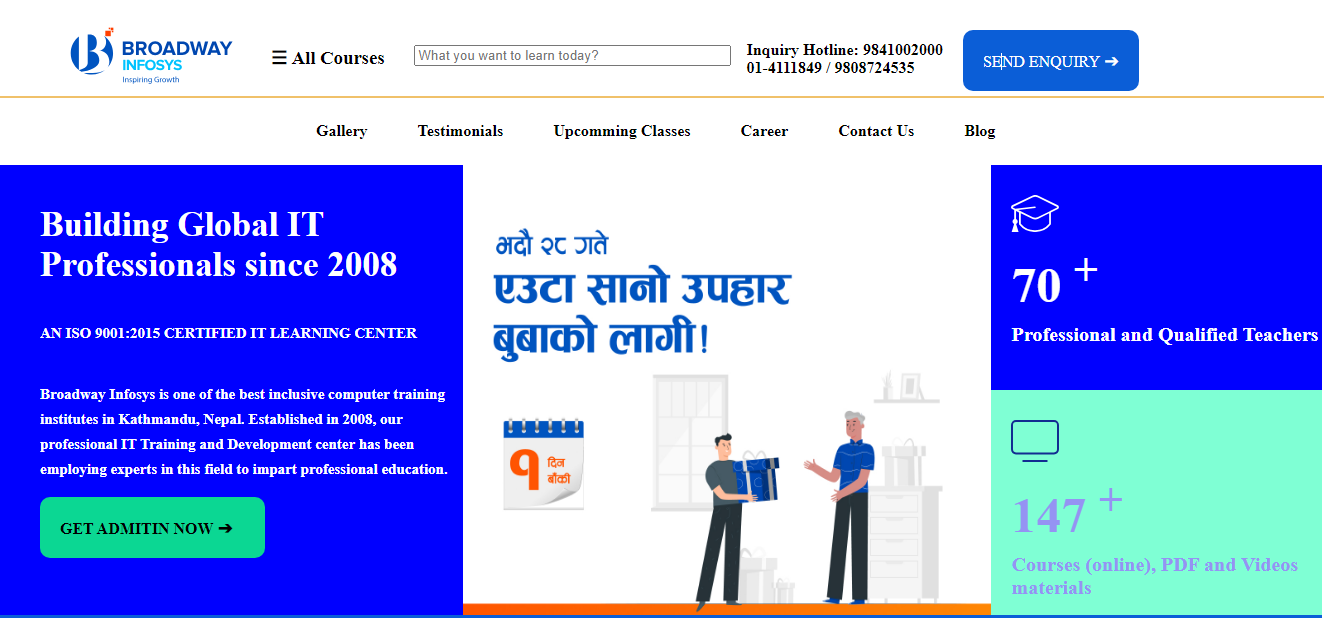 BROADWAY
INFOSYS
Inspiring Growth
☰ All Courses
What you want to learn today?
Inquiry Hotline: 9841002000
01-4111849 / 9808724535
SEND ENQUIRY ➔
Gallery Testimonials Upcomming Classes Career Contact Us Blog
Building Global IT
Professionals since 2008
AN ISO 9001:2015 CERTIFIED IT LEARNING CENTER
Broadway Infosys is one of the best inclusive computer training
institutes in Kathmandu, Nepal. Established in 2008, our
professional IT Training and Development center has been
employing experts in this field to impart professional education.
GET ADMITIN NOW ➔
भदौ २८ गते
एउटा सानो उपहार
बुबाको लागी!
१ दिन
बाँकी
70 +
Professional and Qualified Teachers
147 +
Courses (online), PDF and Videos
materials